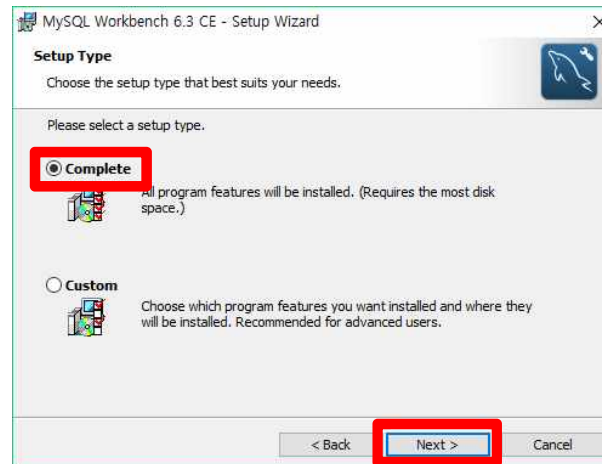 MySQL Workbench 6.3 CE - Setup Wizard
Setup Type
Choose the setup type that best suits your needs.
Please select a setup type.
Complete
All program features will be installed. (Requires the most disk
space.)
Custom
Choose which program features you want installed and where they
will be installed. Recommended for advanced users.
< Back Next > Cancel